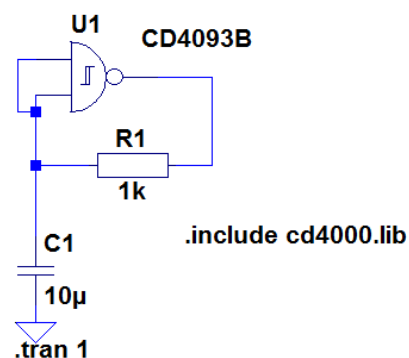 U1
CD4093B
R1
1k
.include cd4000.lib
C1
10µ
.tran 1